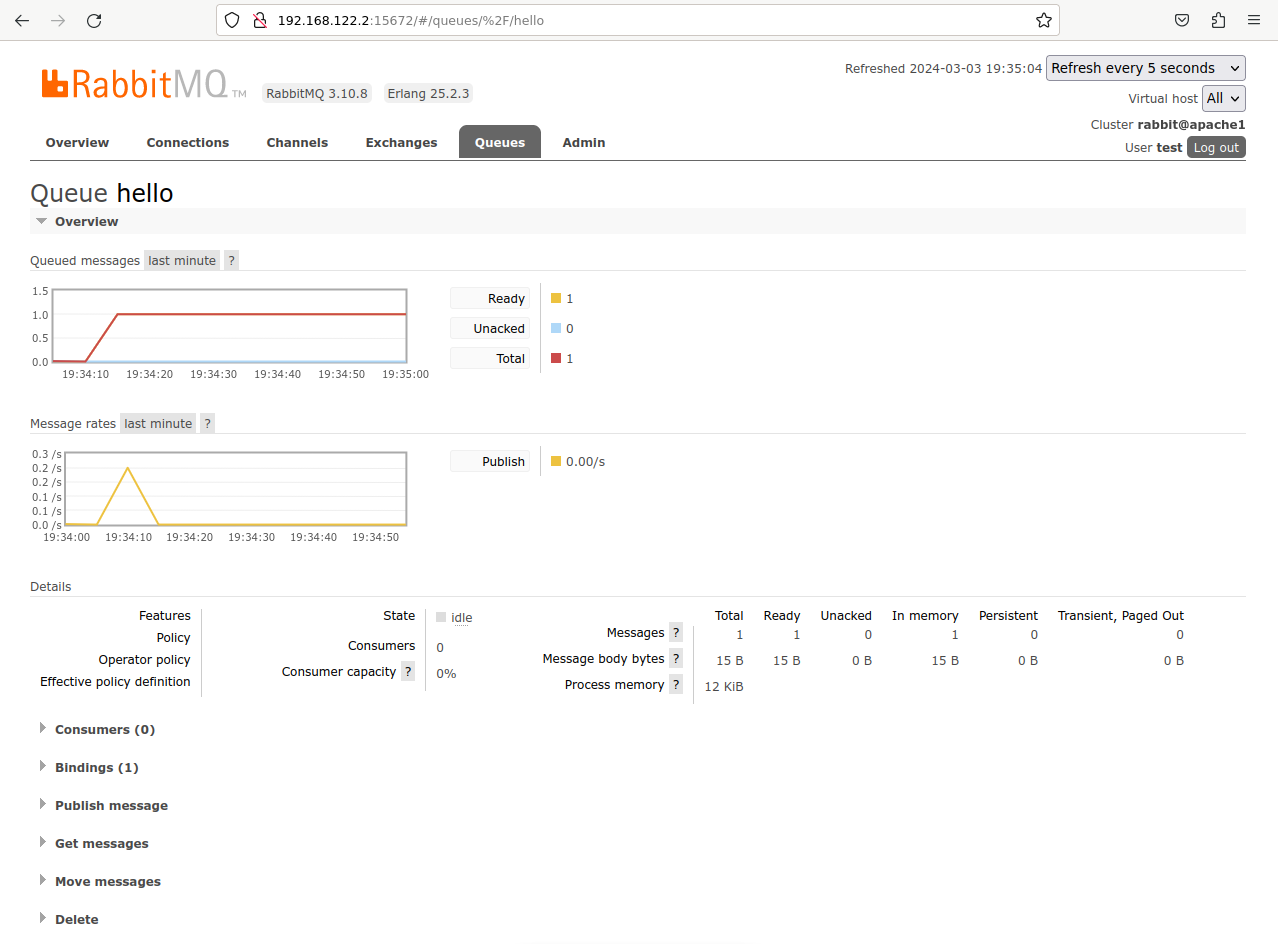 192.168.122.2:15672/#/queues/%2F/hello
RabbitMQ TM RabbitMQ 3.10.8 Erlang 25.2.3
Refreshed 2024-03-03 19:35:04 Refresh every 5 seconds
Virtual host All
Cluster rabbit@apache1
User test Log out
Overview Connections Channels Exchanges Queues Admin
Queue hello
Overview
Queued messages last minute ?
1.5
1.0
0.5
0.0
19:34:10 19:34:20 19:34:30 19:34:40 19:34:50 19:35:00
Ready 1
Unacked 0
Total 1
Message rates last minute ?
0.3 /s
0.2 /s
0.2 /s
0.1 /s
0.1 /s
0.0 /s
19:34:00 19:34:10 19:34:20 19:34:30 19:34:40 19:34:50
Publish 0.00/s
Details
Features
Policy
Operator policy
Effective policy definition
State idle
Consumers 0
Consumer capacity ? 0%
Total Ready Unacked In memory Persistent Transient, Paged Out
Messages ? 1 1 0 1 0 0
Message body bytes ? 15 B 15 B 0 B 15 B 0 B 0 B
Process memory ? 12 KiB
Consumers (0)
Bindings (1)
Publish message
Get messages
Move messages
Delete